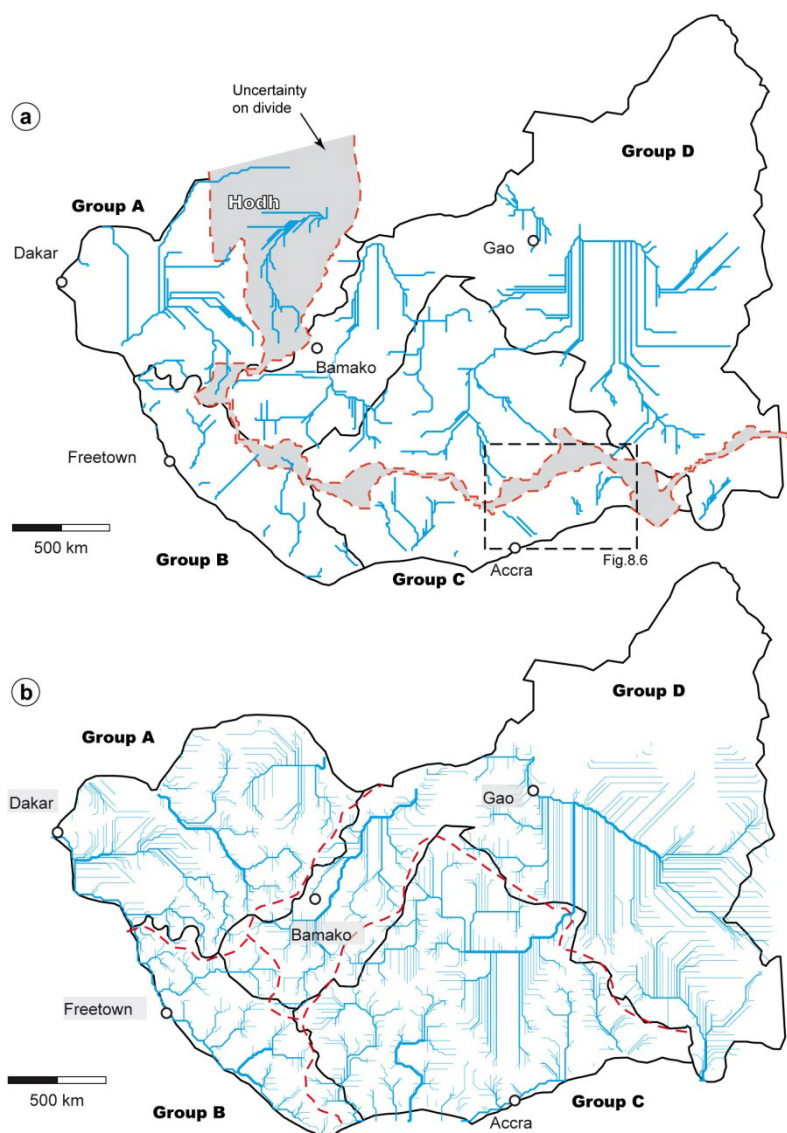 Uncertainty
on divide
a
Group D
Hodh
Group A
Dakar
Gao
Bamako
Freetown
500 km
Group B
Group C
Accra
Fig.8.6
b
Group D
Group A
Dakar
Gao
Bamako
Freetown
500 km
Group B
Group C
Accra